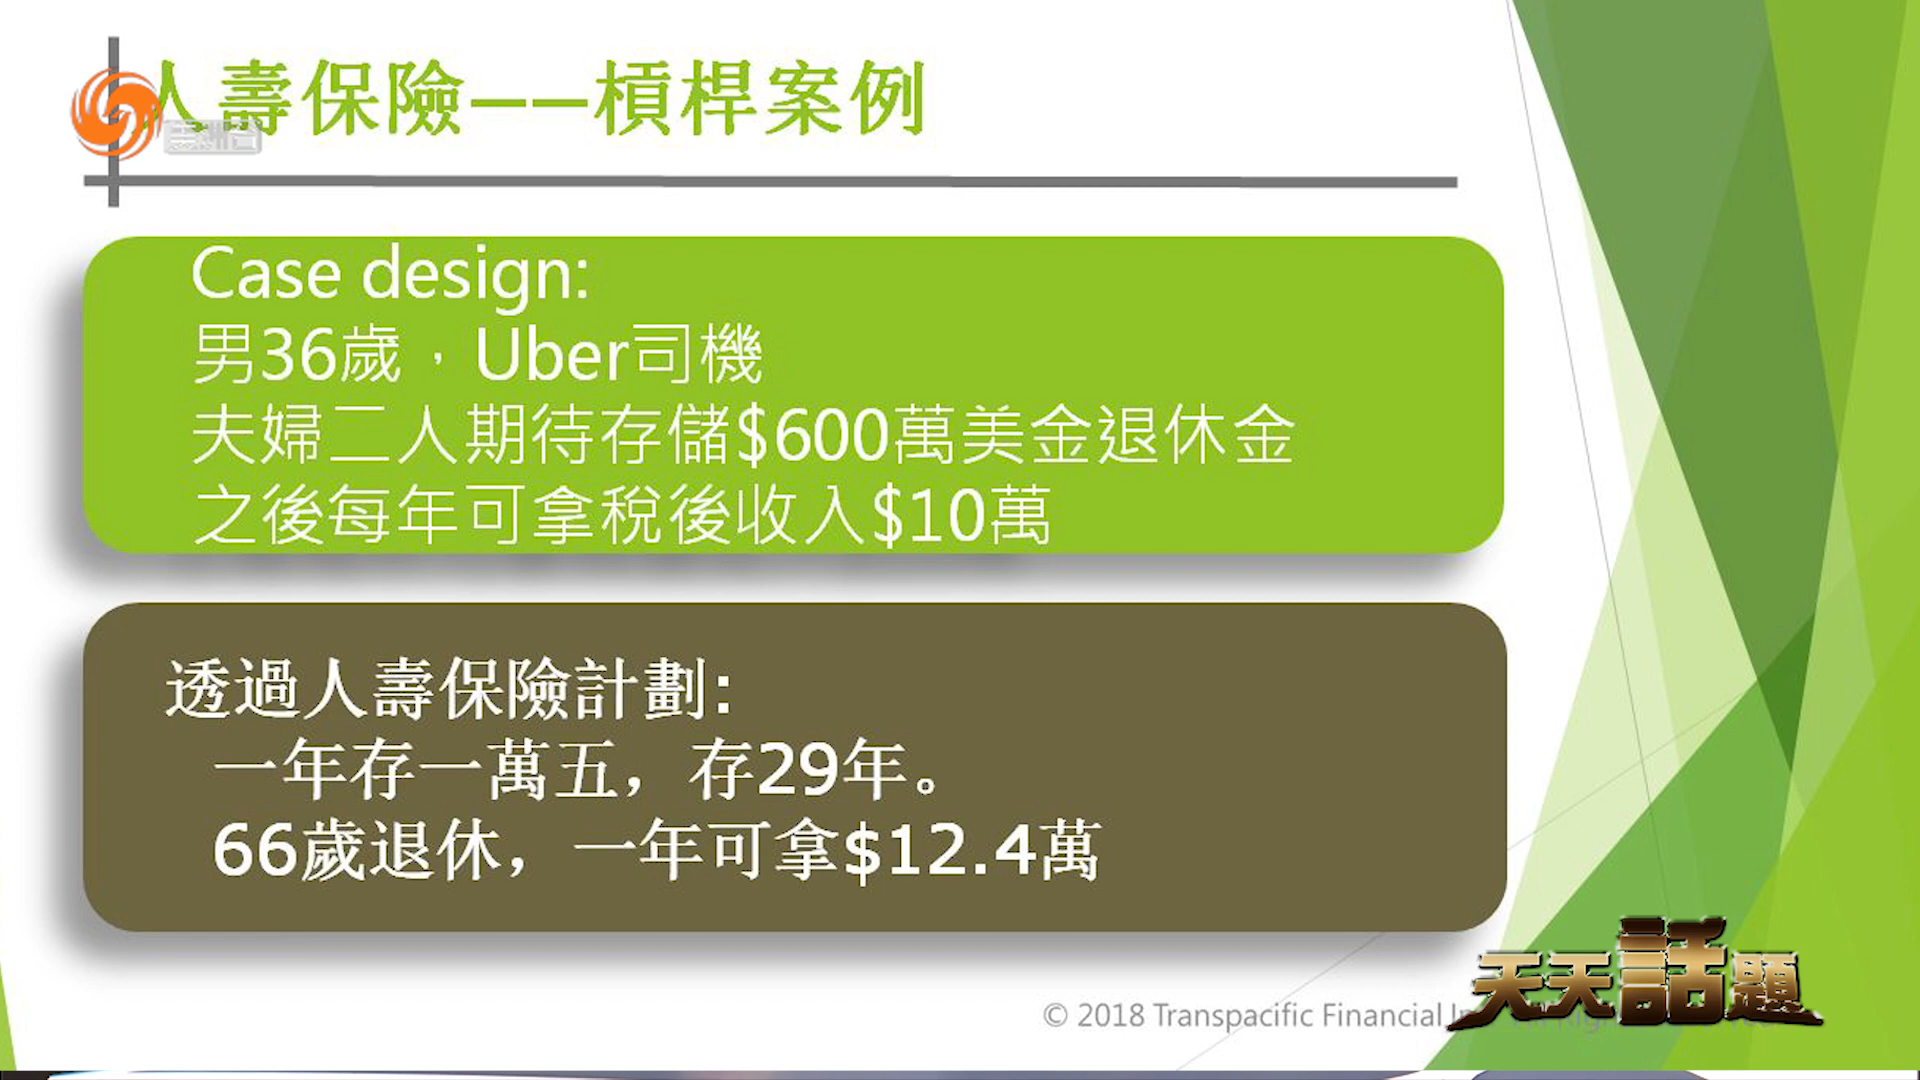 人壽保險——槓桿案例
美洲台
Case design:
男36歲，Uber司機
夫婦二人期待存儲$600萬美金退休金
之後每年可拿稅後收入$10萬
透過人壽保險計劃:
一年存一萬五，存29年。
66歲退休，一年可拿$12.4萬
天天話題
© 2018 Transpacific Financial